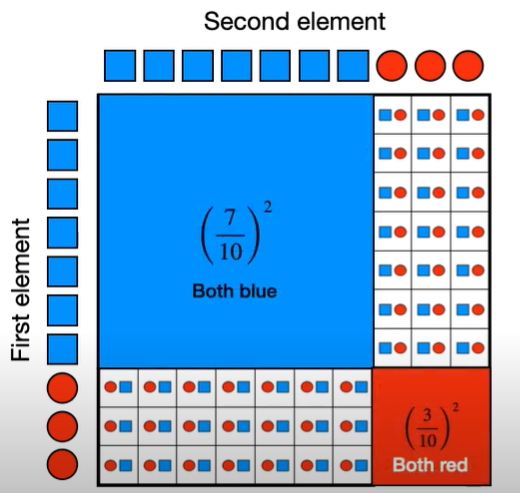 Second element
First element
(7/10)²
Both blue
(3/10)²
Both red